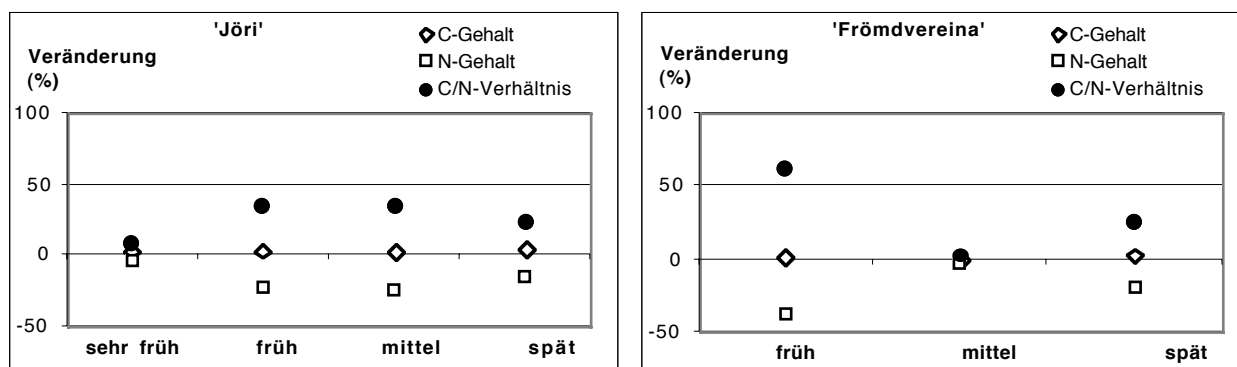 'Jöri'
Veränderung
(%)
C-Gehalt
N-Gehalt
C/N-Verhältnis
100
50
0
-50
sehr früh
früh
mittel
spät
'Frömdvereina'
Veränderung
(%)
C-Gehalt
N-Gehalt
C/N-Verhältnis
100
50
0
-50
früh
mittel
spät